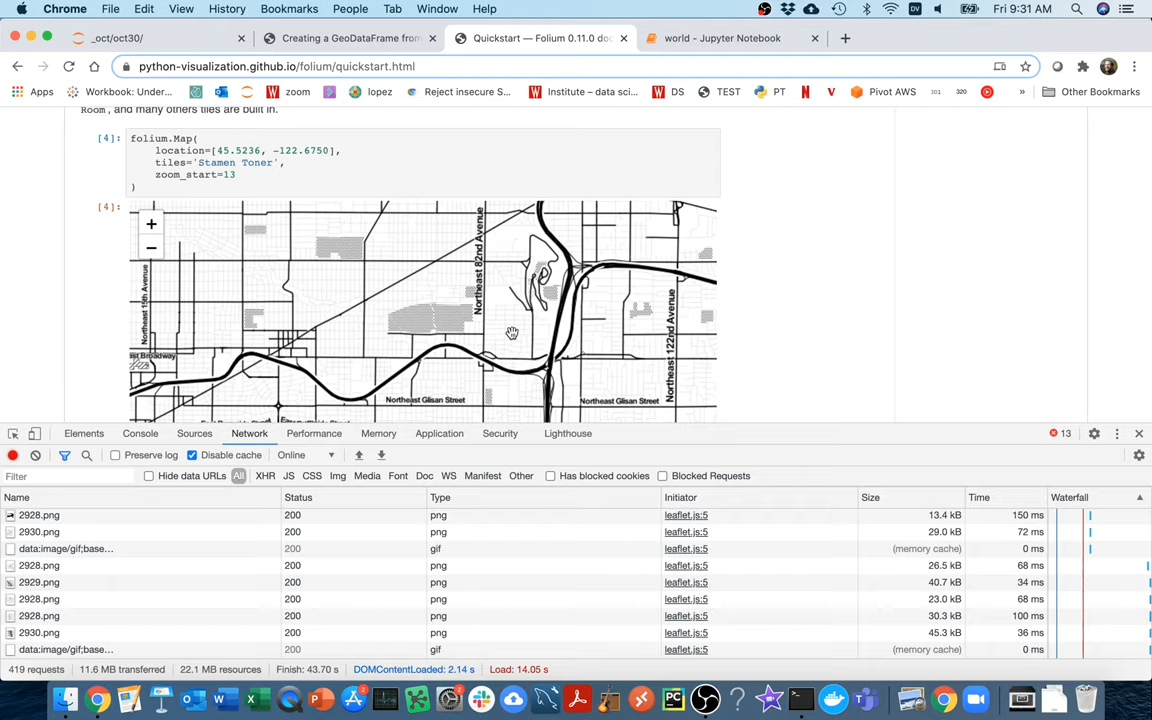 Chrome File Edit View History Bookmarks People Tab Window Help Fri 9:31 AM
_oct/oct30/ Creating a GeoDataFrame from Quickstart — Folium 0.11.0 doc world - Jupyter Notebook
python-visualization.github.io/folium/quickstart.html
Apps Workbook: Under... zoom lopez Reject insecure S... Institute – data sci... DS TEST PT Pivot AWS 301 320 Other Bookmarks
Room , and many others tiles are built in.
[4]: folium.Map(
location=[45.5236, -122.6750],
tiles='Stamen Toner',
zoom_start=13
)
[4]:
+
−
Northeast 15th Avenue
Northeast 82nd Avenue
Northeast 122nd Avenue
ast Broadway
Northeast Glisan Street Northeast Glisan Street
Elements Console Sources Network Performance Memory Application Security Lighthouse 13
Preserve log Disable cache Online
Filter Hide data URLs All XHR JS CSS Img Media Font Doc WS Manifest Other Has blocked cookies Blocked Requests
Name Status Type Initiator Size Time Waterfall
2928.png 200 png leaflet.js:5 13.4 kB 150 ms
2930.png 200 png leaflet.js:5 29.0 kB 72 ms
data:image/gif;base... 200 gif leaflet.js:5 (memory cache) 0 ms
2928.png 200 png leaflet.js:5 26.5 kB 68 ms
2929.png 200 png leaflet.js:5 40.7 kB 34 ms
2928.png 200 png leaflet.js:5 23.0 kB 68 ms
2928.png 200 png leaflet.js:5 30.3 kB 100 ms
2930.png 200 png leaflet.js:5 45.3 kB 36 ms
data:image/gif;base... 200 gif leaflet.js:5 (memory cache) 0 ms
419 requests 11.6 MB transferred 22.1 MB resources Finish: 43.70 s DOMContentLoaded: 2.14 s Load: 14.05 s